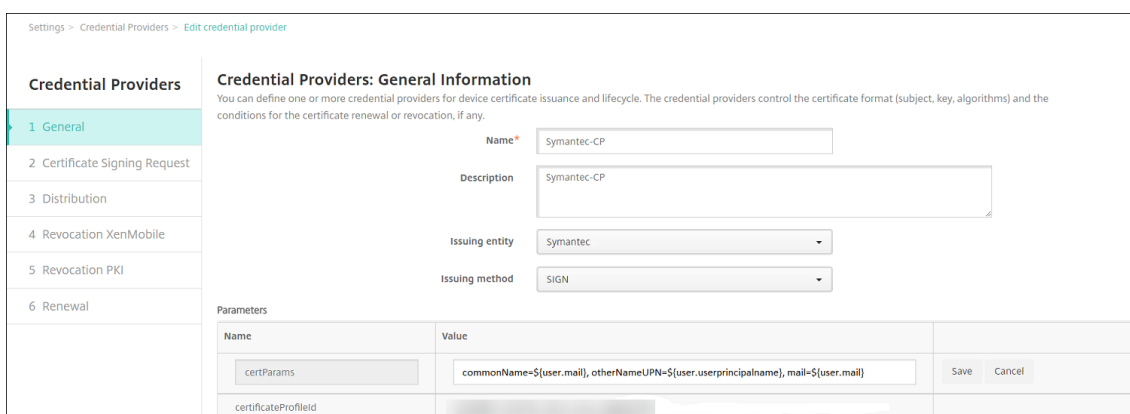 Settings > Credential Providers > Edit credential provider
Credential Providers
1 General
2 Certificate Signing Request
3 Distribution
4 Revocation XenMobile
5 Revocation PKI
6 Renewal
Credential Providers: General Information
You can define one or more credential providers for device certificate issuance and lifecycle. The credential providers control the certificate format (subject, key, algorithms) and the
conditions for the certificate renewal or revocation, if any.
Name* Symantec-CP
Description Symantec-CP
Issuing entity Symantec
Issuing method SIGN
Parameters
Name Value
certParams commonName=${user.mail}, otherNameUPN=${user.userprincipalname}, mail=${user.mail} Save Cancel
certificateProfileId